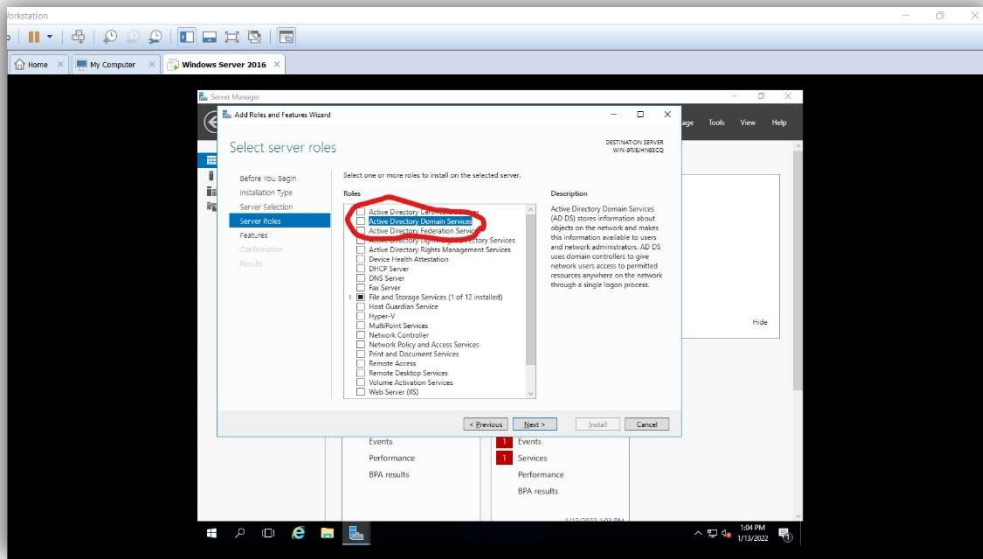 orkstation
Home
My Computer
Windows Server 2016
Server Manager
Tools View Help
Add Roles and Features Wizard
Select server roles
DESTINATION SERVER
Before You Begin
Installation Type
Server Selection
Server Roles
Features
Confirmation
Results
Select one or more roles to install on the selected server.
Roles
Active Directory
Active Directory Domain Services
Active Directory Federation
Active Directory Rights Management Services
Device Health Attestation
DHCP Server
DNS Server
Fax Server
File and Storage Services (1 of 12 installed)
Host Guardian Service
Hyper-V
MultiPoint Services
Network Controller
Network Policy and Access Services
Print and Document Services
Remote Access
Remote Desktop Services
Volume Activation Services
Web Server (IIS)
Description
Active Directory Domain Services
(AD DS) stores information about
objects on the network and makes
this information available to users
and network administrators. AD DS
uses domain controllers to give
network users access to permitted
resources anywhere on the network
through a single logon process.
Hide
< Previous
Next >
Install
Cancel
Events
Performance
BPA results
1 Events
1 Services
Performance
BPA results
1:04 PM
1/13/2022